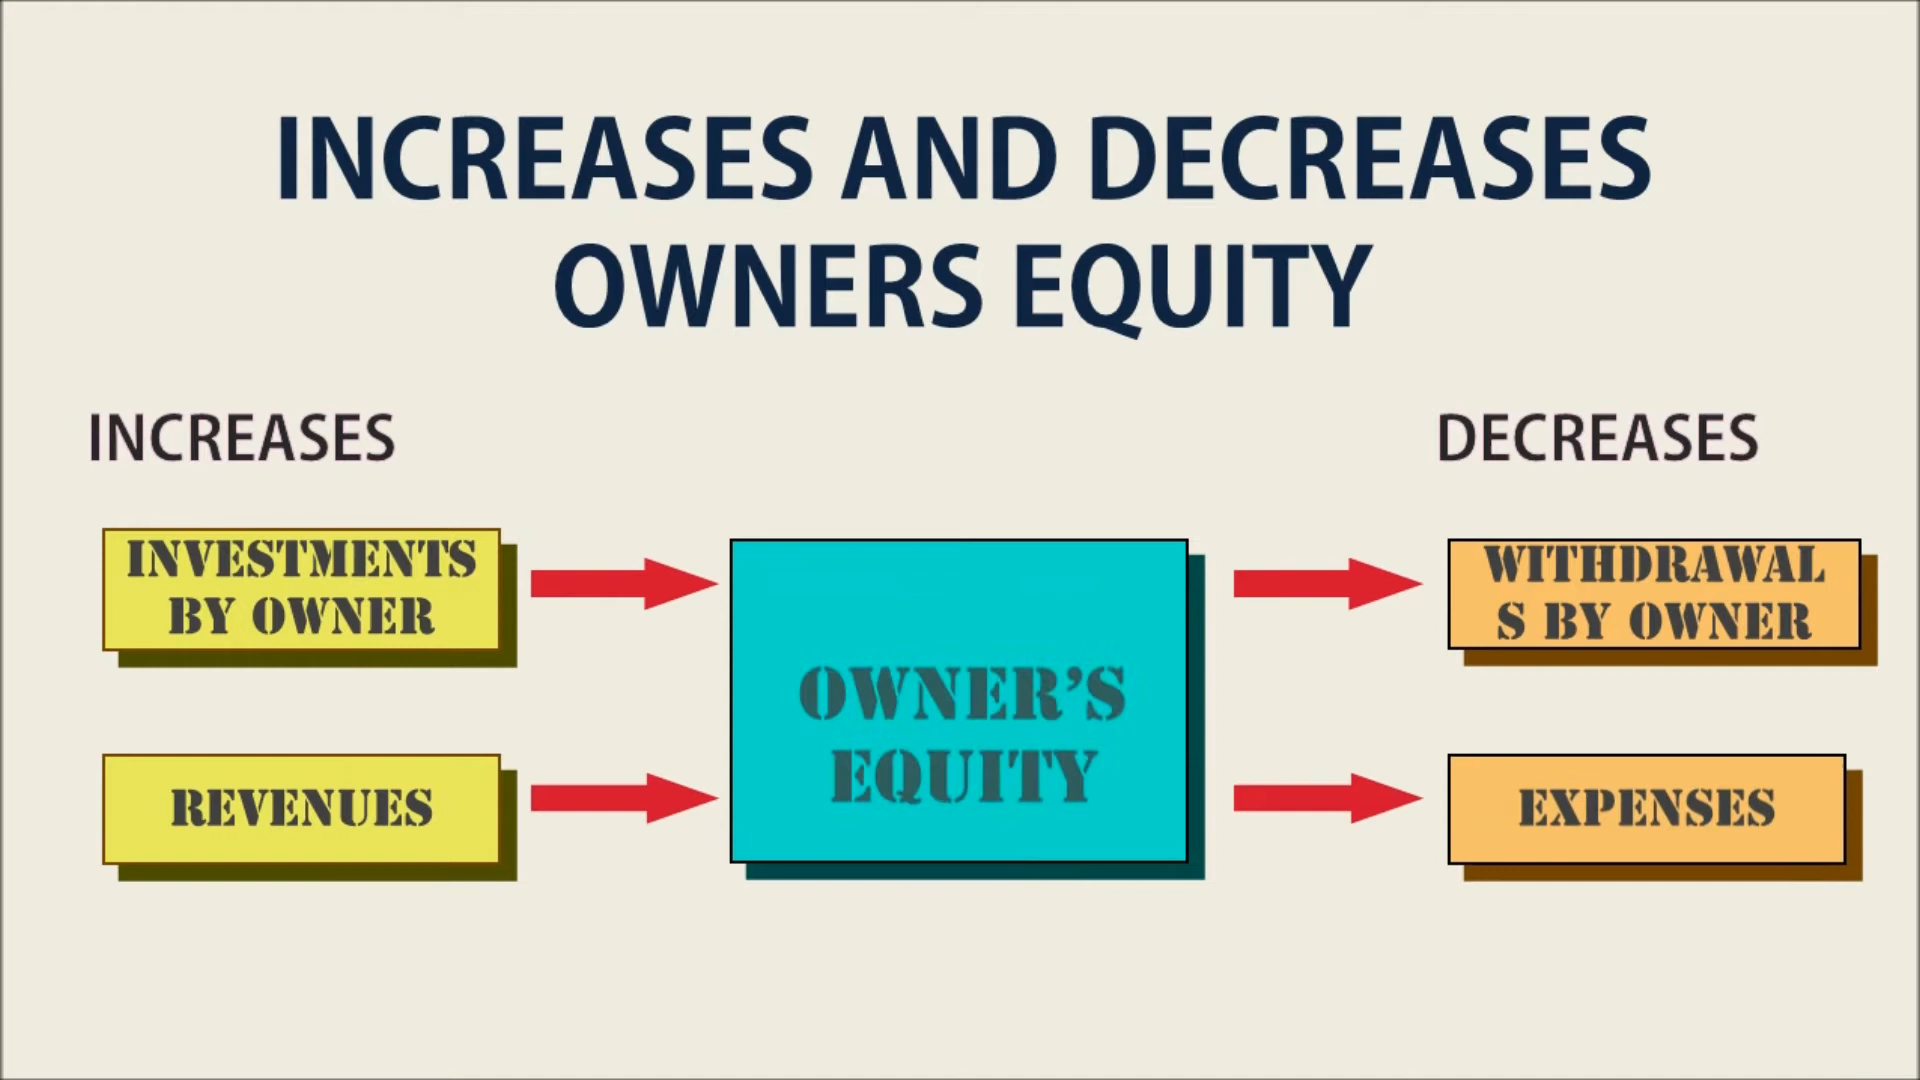 INCREASES AND DECREASES
OWNERS EQUITY
INCREASES
DECREASES
INVESTMENTS
BY OWNER
WITHDRAWAL
S BY OWNER
OWNER'S
EQUITY
REVENUES
EXPENSES